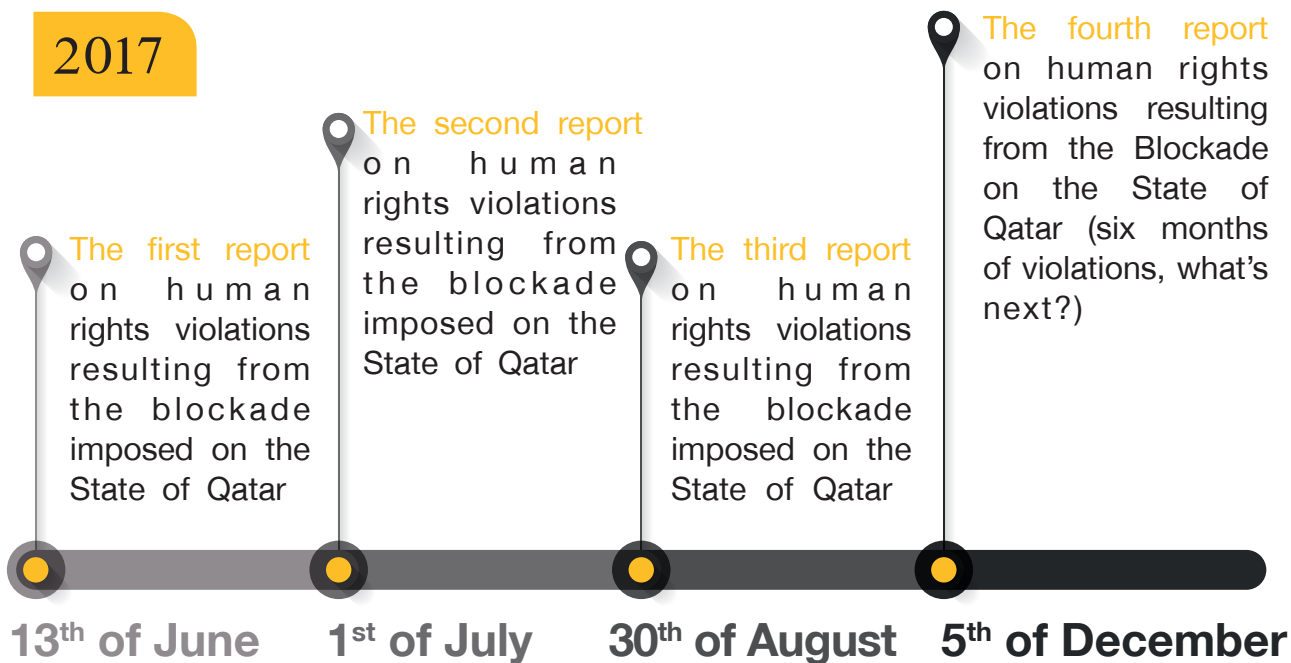 2017
The first report
on human
rights violations
resulting from
the blockade
imposed on the
State of Qatar
The second report
on human
rights violations
resulting from
the blockade
imposed on the
State of Qatar
The third report
on human
rights violations
resulting from
the blockade
imposed on the
State of Qatar
The fourth report
on human rights
violations resulting
from the Blockade
on the State of
Qatar (six months
of violations, what’s
next?)
13th of June
1st of July
30th of August
5th of December